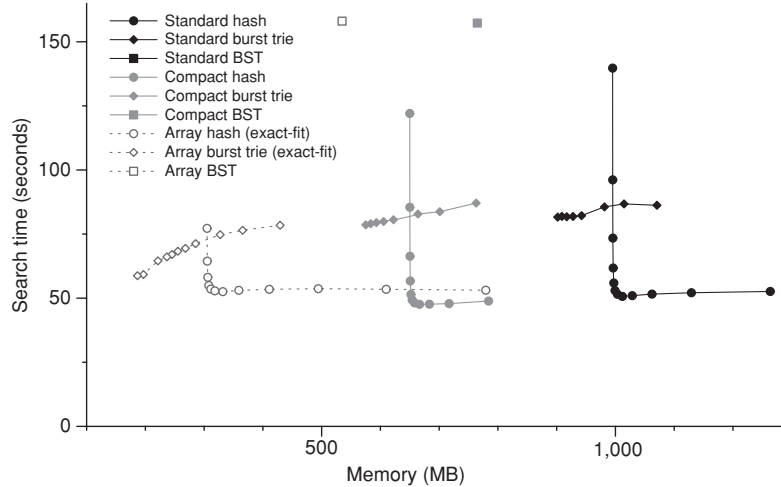 Standard hash
Standard burst trie
Standard BST
Compact hash
Compact burst trie
Compact BST
Array hash (exact-fit)
Array burst trie (exact-fit)
Array BST
150
100
50
0
Search time (seconds)
500
1,000
Memory (MB)